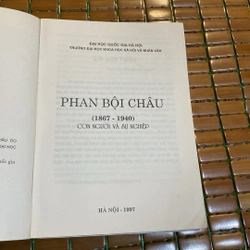 ĐẠI HỌC QUỐC GIA HÀ NỘI
TRƯỜNG ĐẠI HỌC KHOA HỌC XÃ HỘI VÀ NHÂN VĂN
PHAN BỘI CHÂU
(1867 - 1940)
CON NGƯỜI VÀ SỰ NGHIỆP
HÀ NỘI - 1997